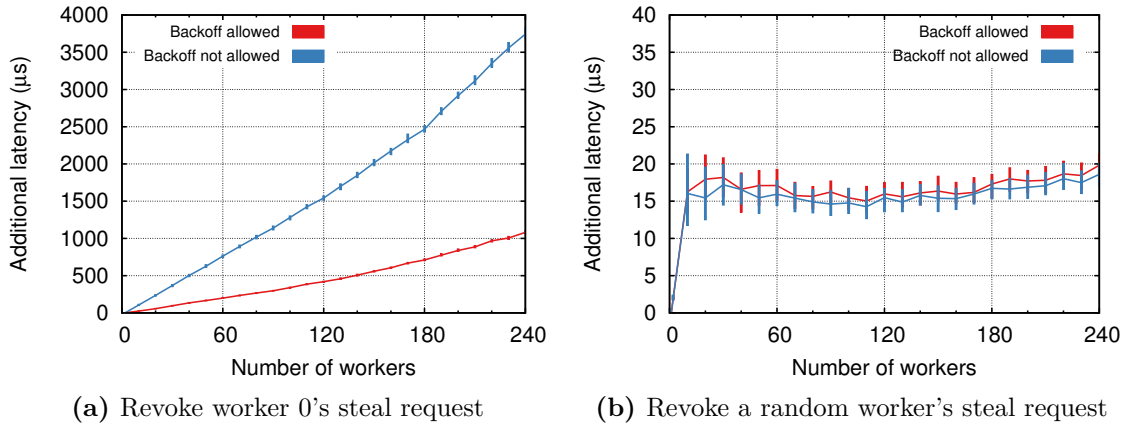 Additional latency (µs)
4000
3500
3000
2500
2000
1500
1000
500
0
Backoff allowed
Backoff not allowed
0 60 120 180 240
Number of workers
(a) Revoke worker 0's steal request
Additional latency (µs)
40
35
30
25
20
15
10
5
0
Backoff allowed
Backoff not allowed
0 60 120 180 240
Number of workers
(b) Revoke a random worker's steal request